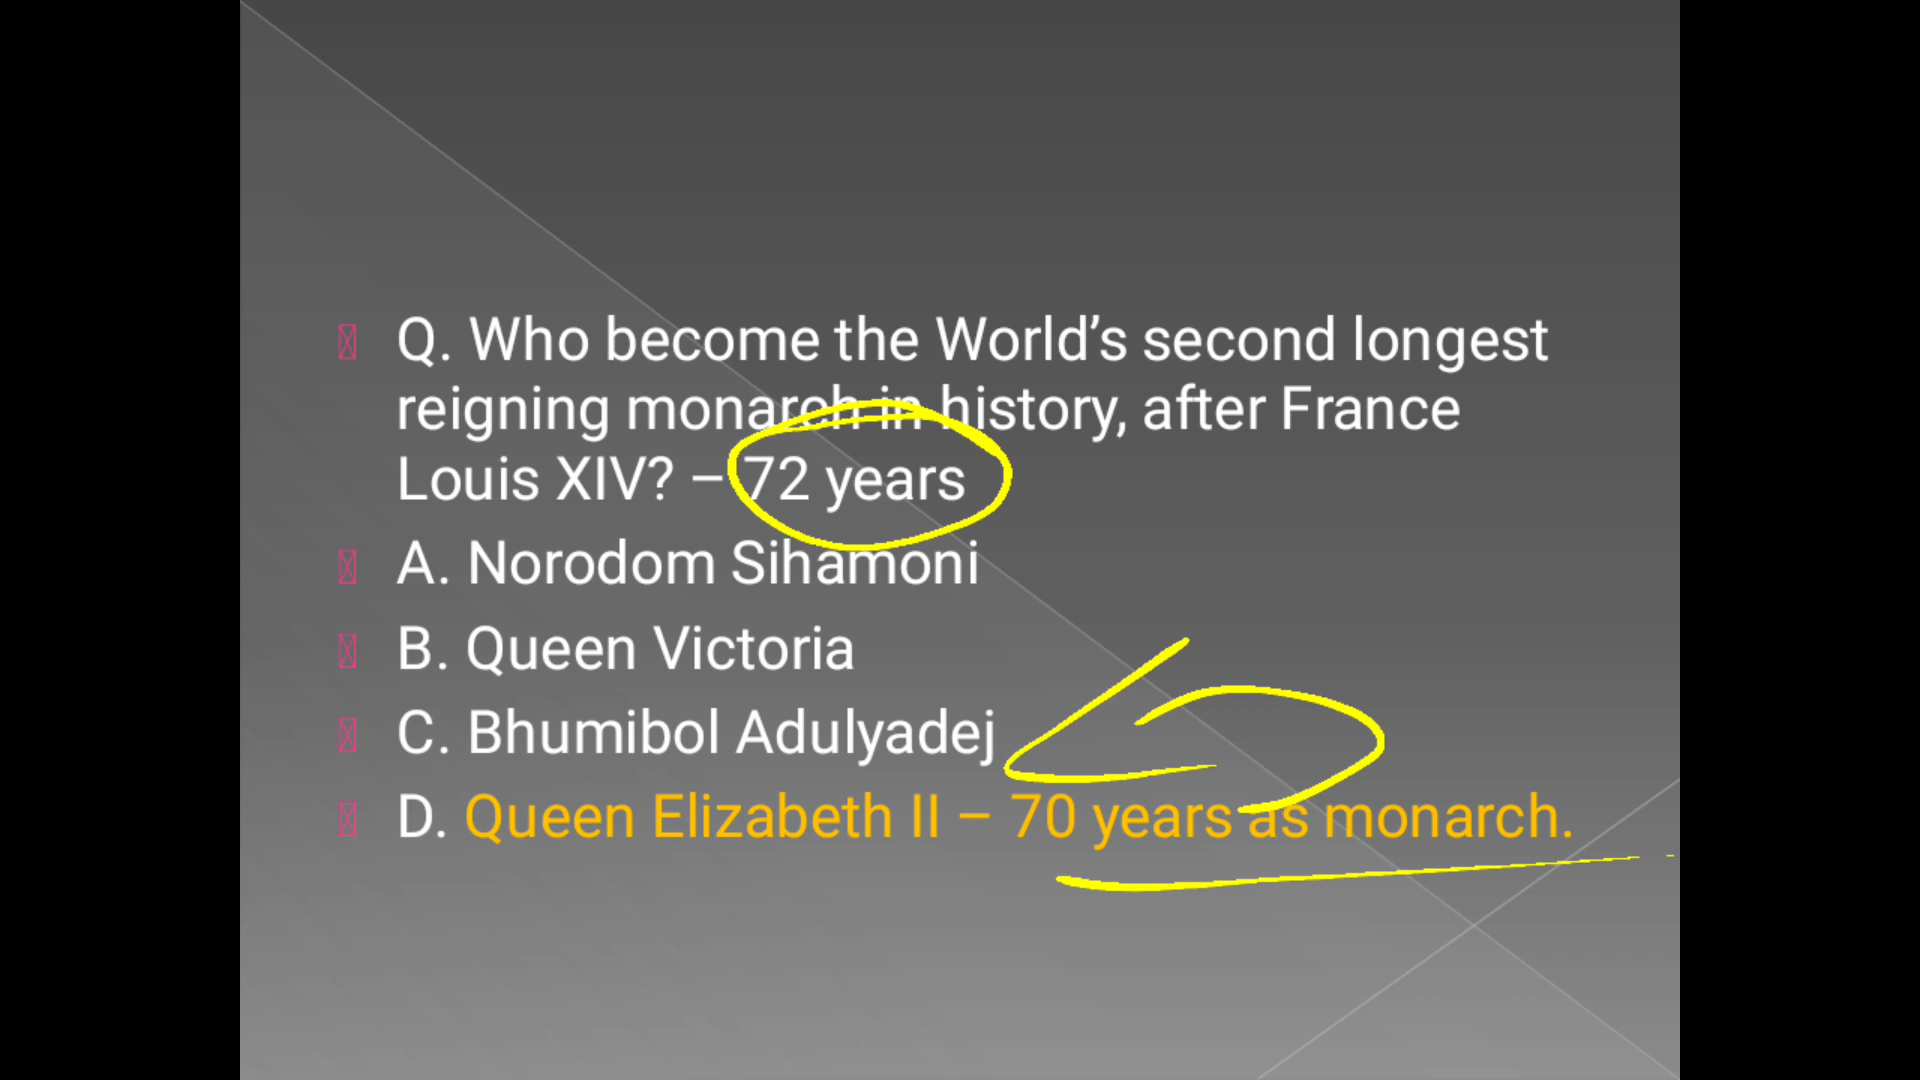 Q. Who become the World’s second longest
reigning monarch in history, after France
Louis XIV? – 72 years
A. Norodom Sihamoni
B. Queen Victoria
C. Bhumibol Adulyadej
D. Queen Elizabeth II – 70 years as monarch.